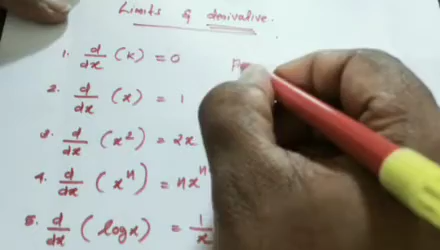 Limits & derivative.
1. d/dx (K) = 0
2. d/dx (x) = 1
3. d/dx (x²) = 2x
4. d/dx (xⁿ) = nxⁿ
5. d/dx (log x) = 1/x